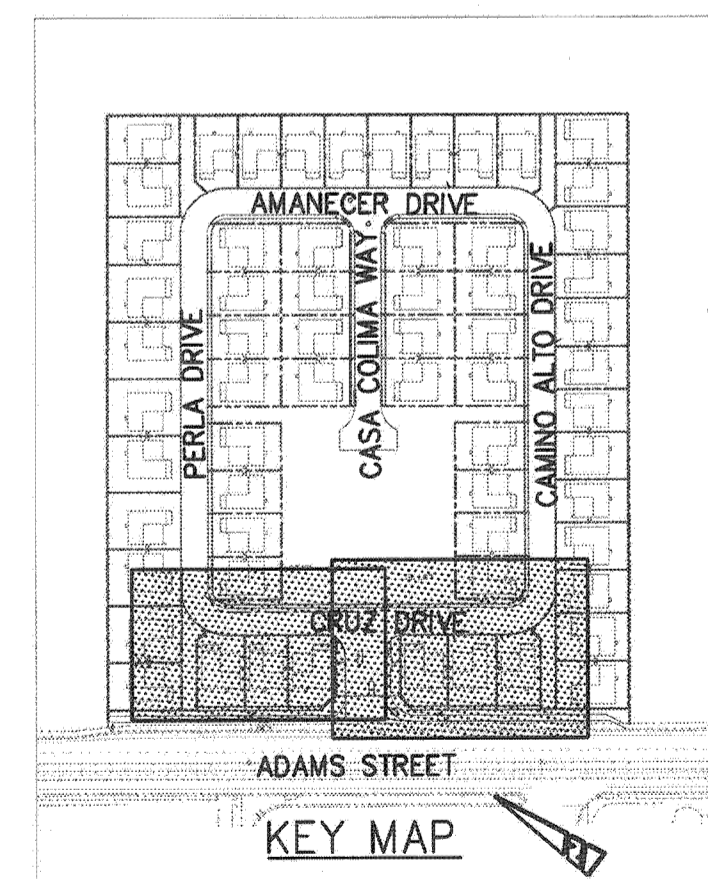 AMANECER DRIVE
PERLA DRIVE
CASA COLIMA WAY
CAMINO ALTO DRIVE
CRUZ DRIVE
ADAMS STREET
KEY MAP